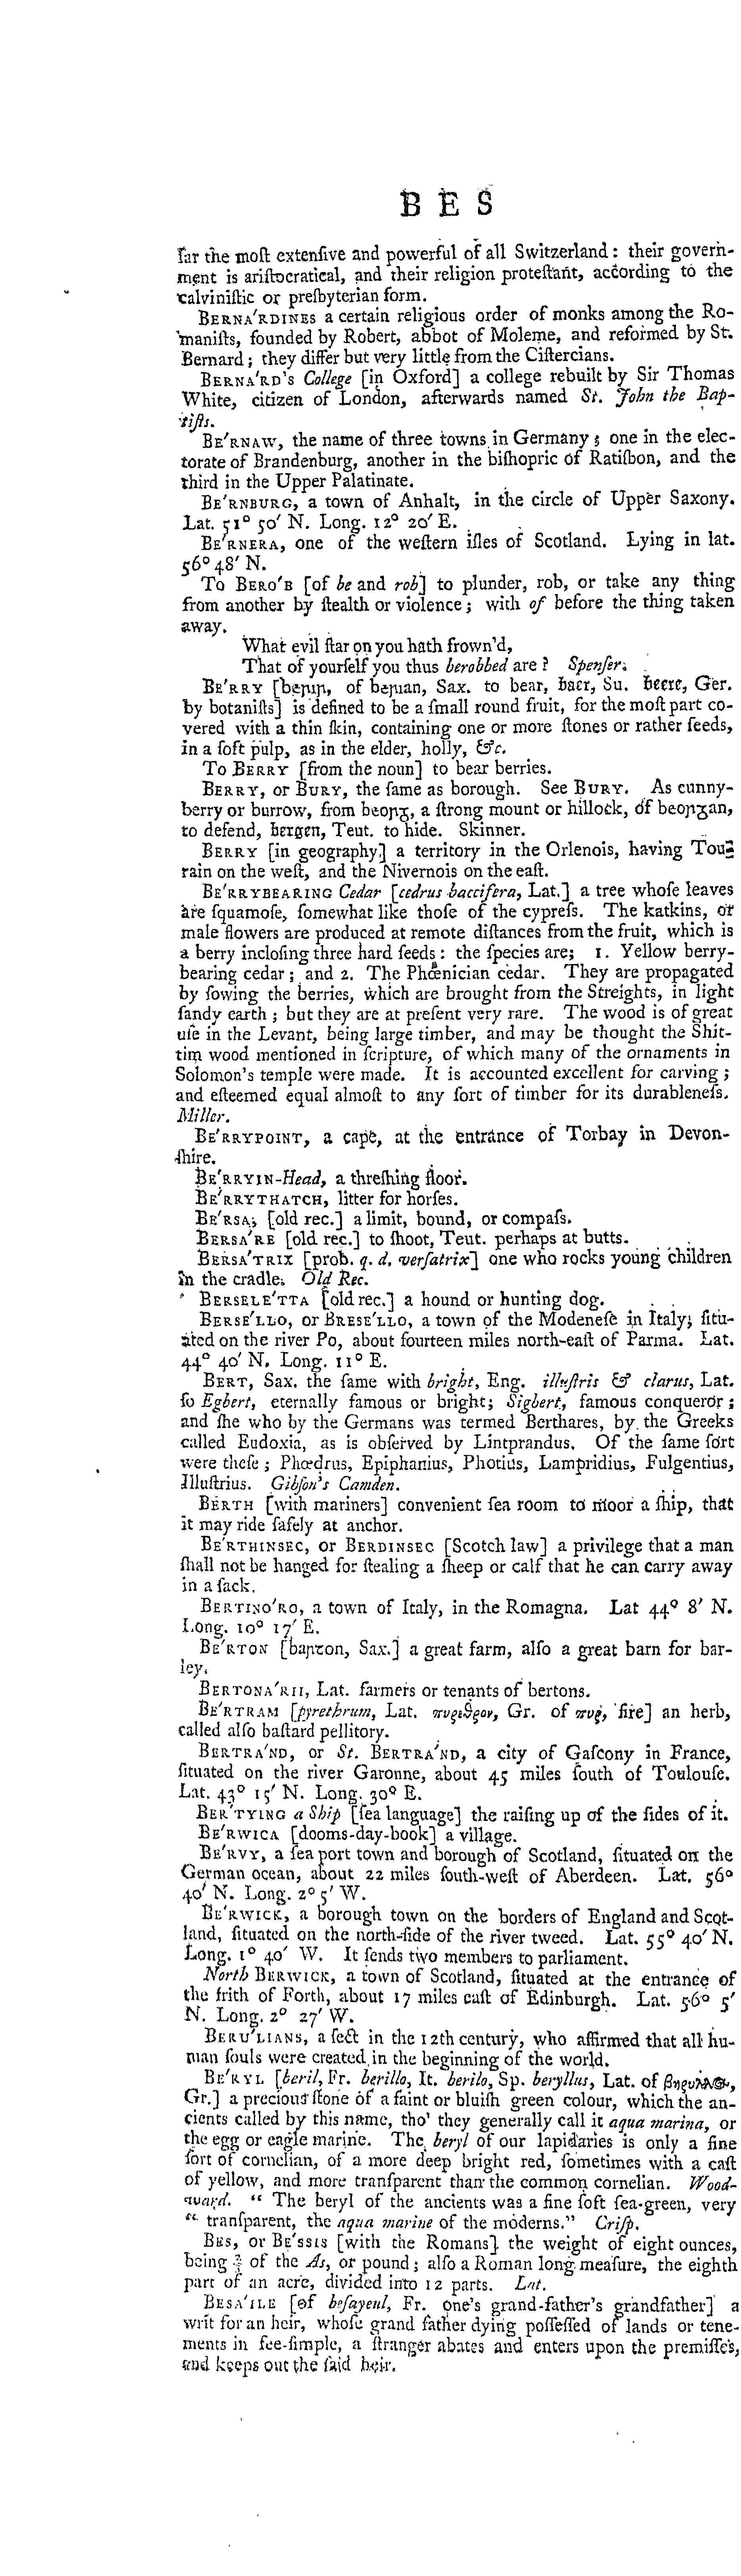 B E S
far the moſt extenſive and powerful of all Switzerland: their govern-
ment is ariſtocratical, and their religion proteſtant, according to the
calviniſtic or preſbyterian form.
BERNA′RDINES a certain religious order of monks among the Ro-
maniſts, founded by Robert, abbot of Moleme, and reformed by St.
Bernard; they differ but very little from the Ciſtercians.
BERNA′RD's College [in Oxford] a college rebuilt by Sir Thomas
White, citizen of London, afterwards named St. John the Bap-
tiſts.
BE′RNAW, the name of three towns in Germany; one in the elec-
torate of Brandenburg, another in the biſhopric of Ratiſbon, and the
third in the Upper Palatinate.
BE′RNBURG, a town of Anhalt, in the circle of Upper Saxony.
Lat. 51° 50′ N. Long. 12° 20′ E.
BE′RNERA, one of the weſtern iſles of Scotland. Lying in lat.
56° 48′ N.
To BERO′B [of be and rob] to plunder, rob, or take any thing
from another by ſtealth or violence; with of before the thing taken
away.
What evil ſtar on you hath frown'd,
That of yourſelf you thus berobbed are? Spenſer.
BE′RRY [beꞃıꞃ, of beꞃıan, Sax. to bear, baer, Su. beere, Ger.
by botaniſts] is defined to be a ſmall round fruit, for the moſt part co-
vered with a thin ſkin, containing one or more ſtones or rather ſeeds,
in a ſoft pulp, as in the elder, holly, &c.
To BERRY [from the noun] to bear berries.
BERRY, or BURY, the ſame as borough. See BURY. As cunny-
berry or burrow, from beoꞃᵹ, a ſtrong mount or hillock, of beoꞃᵹan,
to defend, bergen, Teut. to hide. Skinner.
BERRY [in geography] a territory in the Orlenois, having Tou-
rain on the weſt, and the Nivernois on the eaſt.
BE′RRYBEARING Cedar [cedrus baccifera, Lat.] a tree whoſe leaves
are ſquamoſe, ſomewhat like thoſe of the cypreſs. The katkins, or
male flowers are produced at remote diſtances from the fruit, which is
a berry incloſing three hard ſeeds: the ſpecies are; 1. Yellow berry-
bearing cedar; and 2. The Phœnician cedar. They are propagated
by ſowing the berries, which are brought from the Streights, in light
ſandy earth; but they are at preſent very rare. The wood is of great
uſe in the Levant, being large timber, and may be thought the Shit-
tim wood mentioned in ſcripture, of which many of the ornaments in
Solomon's temple were made. It is accounted excellent for carving;
and eſteemed equal almoſt to any ſort of timber for its durableneſs.
Miller.
BE′RRYPOINT, a cape, at the entrance of Torbay in Devon-
ſhire.
BE′RRYIN-Head, a threſhing floor.
BE′RRYTHATCH, litter for horſes.
BE′RSA, [old rec.] a limit, bound, or compaſs.
BERSA′RE [old rec.] to ſhoot, Teut. perhaps at butts.
BERSA′TRIX [prob. q. d. verſatrix] one who rocks young children
in the cradle. Old Rec.
BERSELE′TTA [old rec.] a hound or hunting dog.
BERSE′LLO, or BRESE′LLO, a town of the Modeneſe in Italy, ſitu-
ated on the river Po, about fourteen miles north-eaſt of Parma. Lat.
44° 40′ N. Long. 11° E.
BERT, Sax. the ſame with bright, Eng. illuſtris & clarus, Lat.
ſo Egbert, eternally famous or bright; Sigbert, famous conqueror;
and ſhe who by the Germans was termed Berthares, by the Greeks
called Eudoxia, as is obſerved by Lintprandus. Of the ſame ſort
were theſe; Phœdrus, Epiphanius, Photius, Lampridius, Fulgentius,
Illuſtrius. Gibſon's Camden.
BERTH [with mariners] convenient ſea room to moor a ſhip, that
it may ride ſafely at anchor.
BE′RTHINSEC, or BERDINSEC [Scotch law] a privilege that a man
ſhall not be hanged for ſtealing a ſheep or calf that he can carry away
in a ſack.
BERTINO′RO, a town of Italy, in the Romagna. Lat 44° 8′ N.
Long. 10° 17′ E.
BE′RTON [baꞃꞇon, Sax.] a great farm, alſo a great barn for bar-
ley.
BERTONA′RII, Lat. farmers or tenants of bertons.
BE′RTRAM [pyrethrum, Lat. πυρεθρον, Gr. of πυρ, fire] an herb,
called alſo baſtard pellitory.
BERTRA′ND, or St. BERTRA′ND, a city of Gaſcony in France,
ſituated on the river Garonne, about 45 miles ſouth of Toulouſe.
Lat. 43° 15′ N. Long. 30° E.
BER′TYING a Ship [ſea language] the raiſing up of the ſides of it.
BE′RWICA [dooms-day-book] a village.
BE′RVY, a ſea port town and borough of Scotland, ſituated on the
German ocean, about 22 miles ſouth-weſt of Aberdeen. Lat. 56°
40′ N. Long. 2° 5′ W.
BE′RWICK, a borough town on the borders of England and Scot-
land, ſituated on the north-ſide of the river tweed. Lat. 55° 40′ N.
Long. 1° 40′ W. It ſends two members to parliament.
North BERWICK, a town of Scotland, ſituated at the entrance of
the frith of Forth, about 17 miles eaſt of Edinburgh. Lat. 56° 5′
N. Long. 2° 27′ W.
BERU′LIANS, a ſect in the 12th century, who affirmed that all hu-
man ſouls were created in the beginning of the world.
BE′RYL [beril, Fr. berillo, It. berilo, Sp. beryllus, Lat. of βηρυλλος,
Gr.] a precious ſtone of a faint or bluiſh green colour, which the an-
cients called by this name, tho' they generally call it aqua marina, or
the egg or eagle marine. The beryl of our lapidaries is only a fine
ſort of cornelian, of a more deep bright red, ſometimes with a caſt
of yellow, and more tranſparent than the common cornelian. Wood-
ward. “ The beryl of the ancients was a fine ſoft ſea-green, very
“ tranſparent, the aqua marine of the moderns.” Criſp.
BES, or BE′SSIS [with the Romans] the weight of eight ounces,
being ⅔ of the As, or pound; alſo a Roman long meaſure, the eighth
part of an acre, divided into 12 parts. Lat.
BESA′ILE [of beſayeul, Fr. one's grand-father's grandfather] a
writ for an heir, whoſe grand father dying poſſeſſed of lands or tene-
ments in fee-ſimple, a ſtranger abates and enters upon the premiſſes,
and keeps out the ſaid heir.